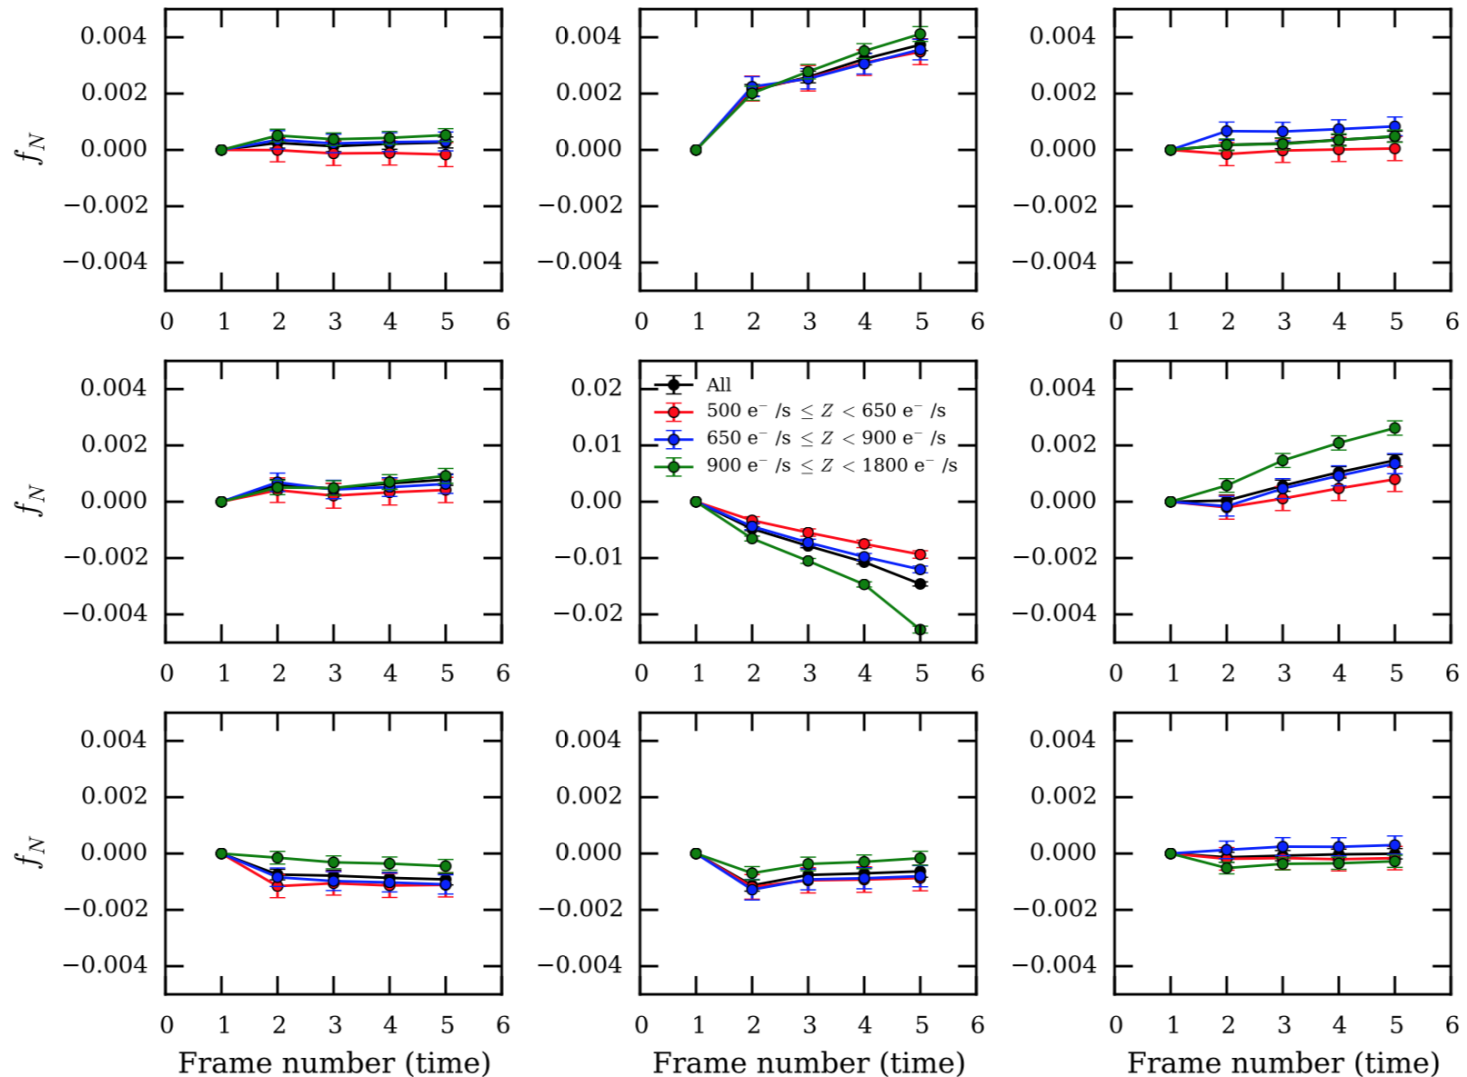 0.004 0.004 0.004
0.002 0.002 0.002
f_N 0.000 0.000 0.000
−0.002 −0.002 −0.002
−0.004 −0.004 −0.004
0 1 2 3 4 5 6 0 1 2 3 4 5 6 0 1 2 3 4 5 6
0.004 0.02 All 0.004
500 e⁻ /s ≤ Z < 650 e⁻ /s
0.002 0.01 650 e⁻ /s ≤ Z < 900 e⁻ /s 0.002
900 e⁻ /s ≤ Z < 1800 e⁻ /s
f_N 0.000 0.00 0.000
−0.002 −0.01 −0.002
−0.004 −0.02 −0.004
0 1 2 3 4 5 6 0 1 2 3 4 5 6 0 1 2 3 4 5 6
0.004 0.004 0.004
0.002 0.002 0.002
f_N 0.000 0.000 0.000
−0.002 −0.002 −0.002
−0.004 −0.004 −0.004
0 1 2 3 4 5 6 0 1 2 3 4 5 6 0 1 2 3 4 5 6
Frame number (time) Frame number (time) Frame number (time)